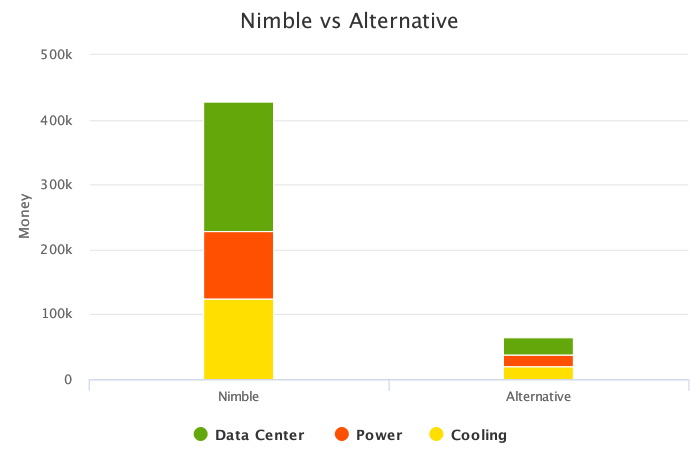 Nimble vs Alternative
500k
400k
300k
200k
100k
0
Money
Nimble
Alternative
Data Center
Power
Cooling